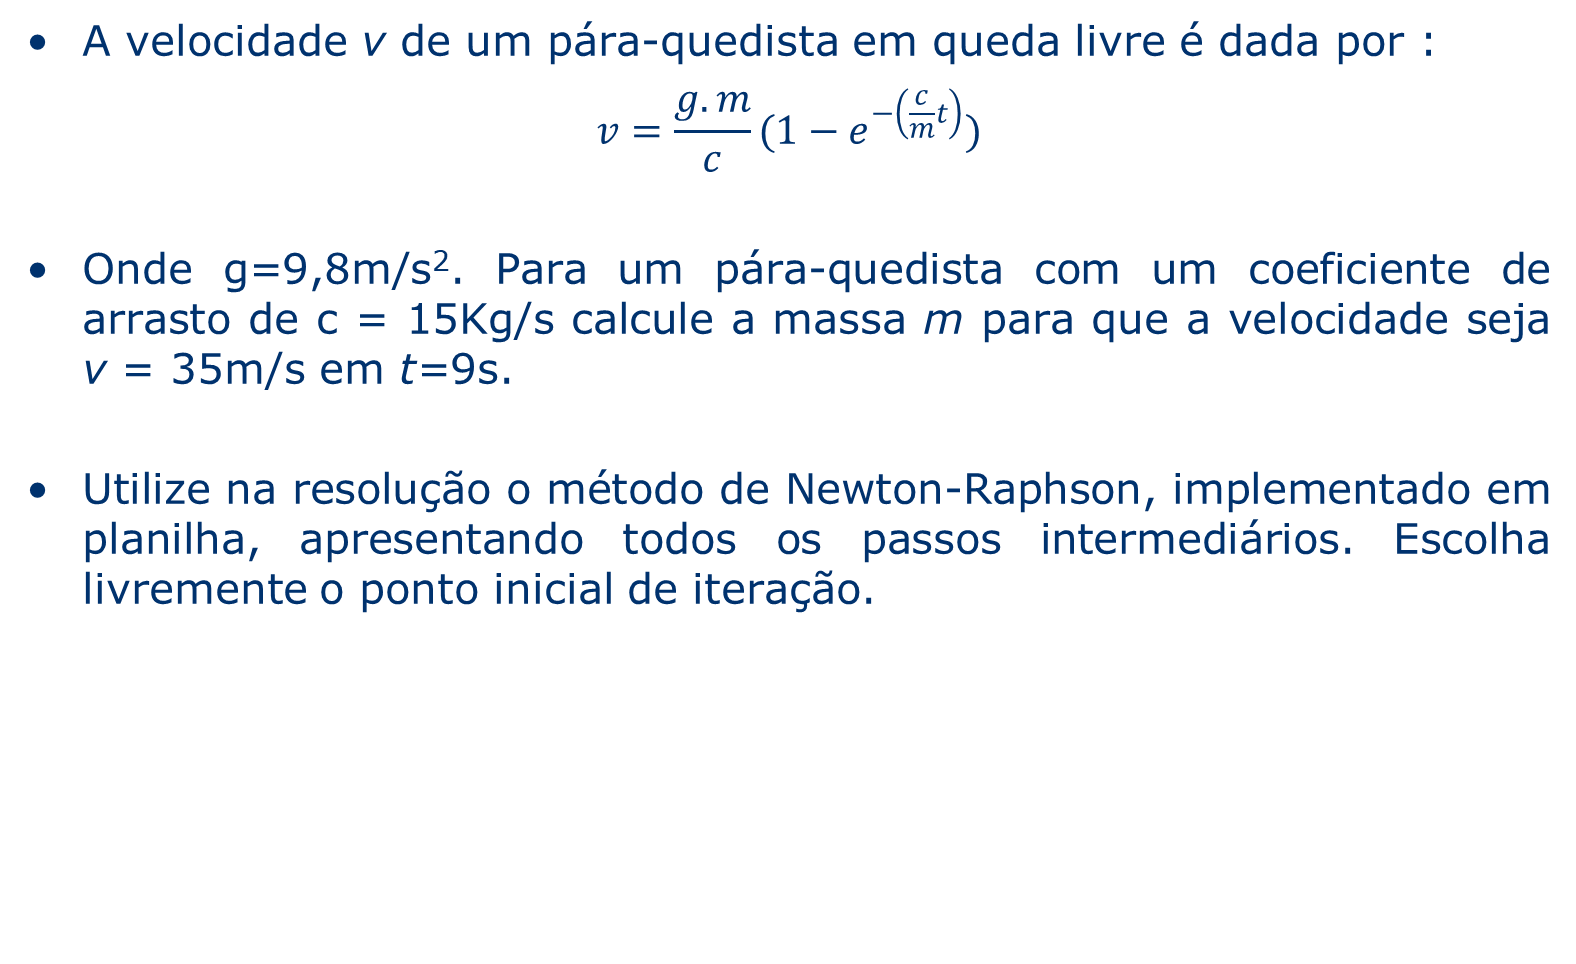 • A velocidade v de um pára-quedista em queda livre é dada por :
v = \frac{g.m}{c}(1 − e^{−(\frac{c}{m}t)})
• Onde g=9,8m/s². Para um pára-quedista com um coeficiente de
arrasto de c = 15Kg/s calcule a massa m para que a velocidade seja
v = 35m/s em t=9s.
• Utilize na resolução o método de Newton-Raphson, implementado em
planilha, apresentando todos os passos intermediários. Escolha
livremente o ponto inicial de iteração.